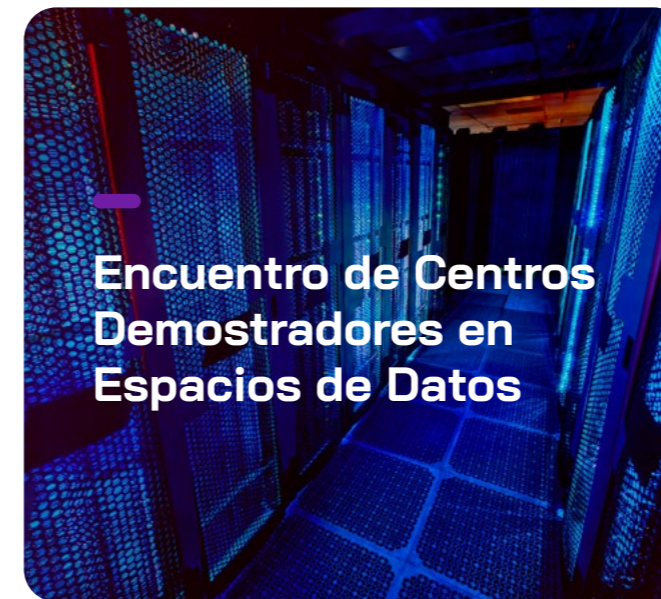 Encuentro de Centros
Demostradores en
Espacios de Datos